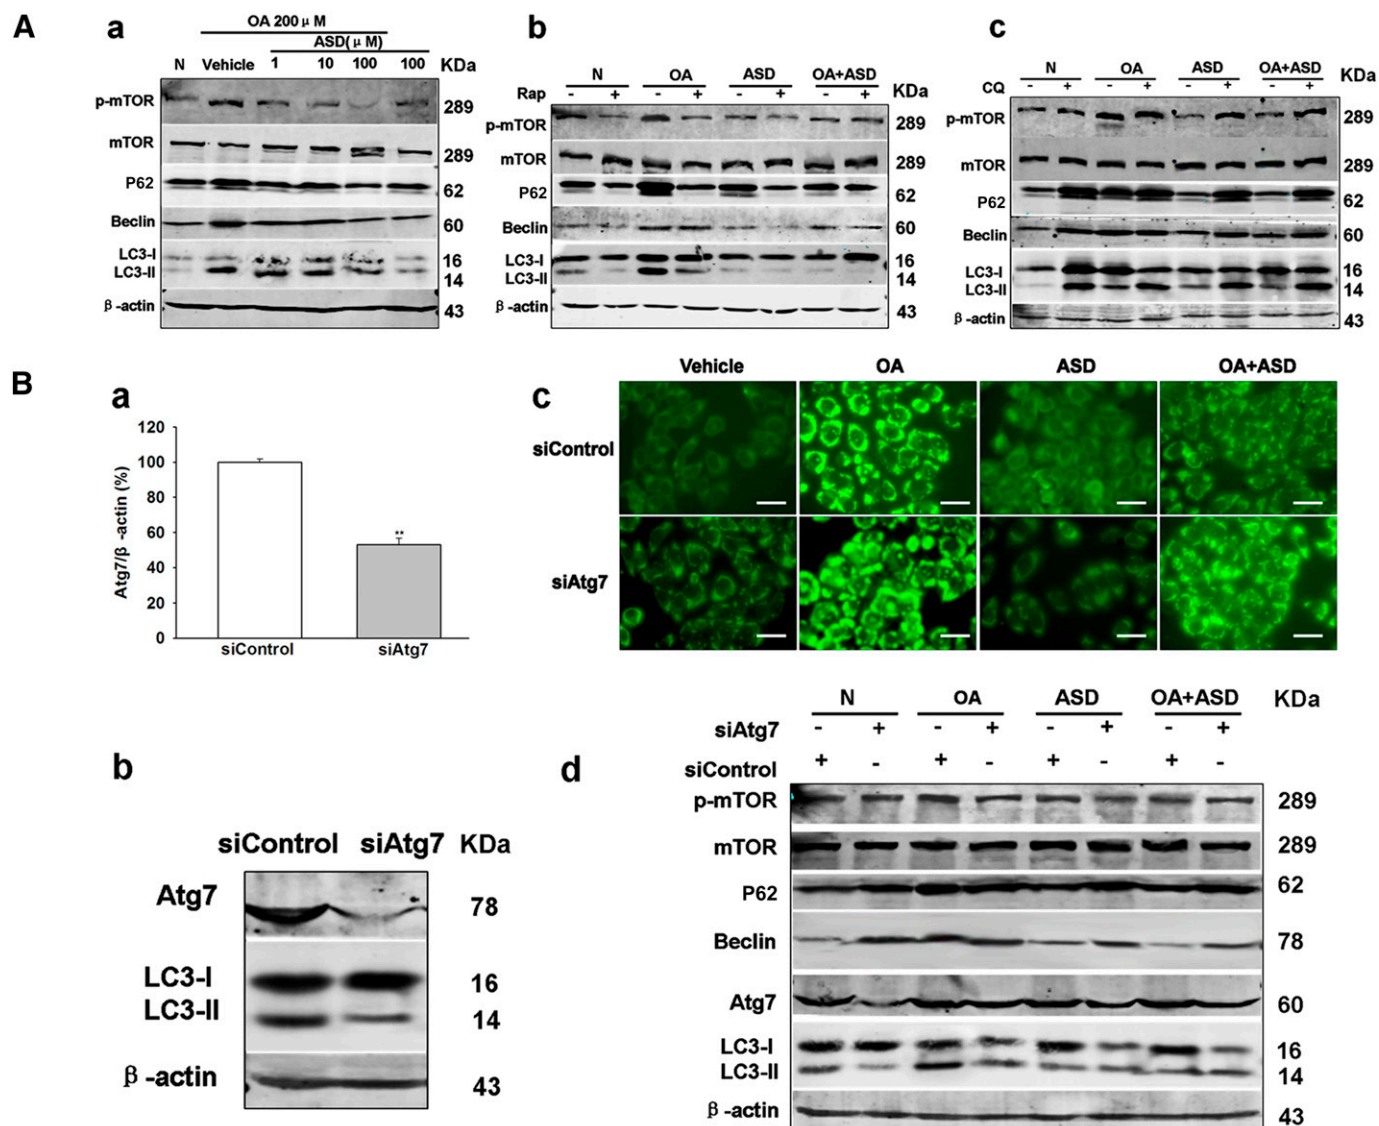 A
a
OA 200 μ M
ASD( μ M)
N Vehicle 1 10 100 100 KDa
p-mTOR 289
mTOR 289
P62 62
Beclin 60
LC3-I 16
LC3-II 14
β -actin 43
b
N OA ASD OA+ASD
Rap - + - + - + - + KDa
p-mTOR 289
mTOR 289
P62 62
Beclin 60
LC3-I 16
LC3-II 14
β -actin 43
c
N OA ASD OA+ASD KDa
CQ - + - + - + - +
p-mTOR 289
mTOR 289
P62 62
Beclin 60
LC3-I 16
LC3-II 14
β -actin 43
B
a
120
100
80
60
40
20
0
Atg7/β -actin (%)
**
siControl siAtg7
c
Vehicle OA ASD OA+ASD
siControl
siAtg7
b
siControl siAtg7 KDa
Atg7 78
LC3-I 16
LC3-II 14
β -actin 43
d
N OA ASD OA+ASD KDa
siAtg7 - + - + - + - +
siControl + - + - + - + -
p-mTOR 289
mTOR 289
P62 62
Beclin 78
Atg7 60
LC3-I 16
LC3-II 14
β -actin 43